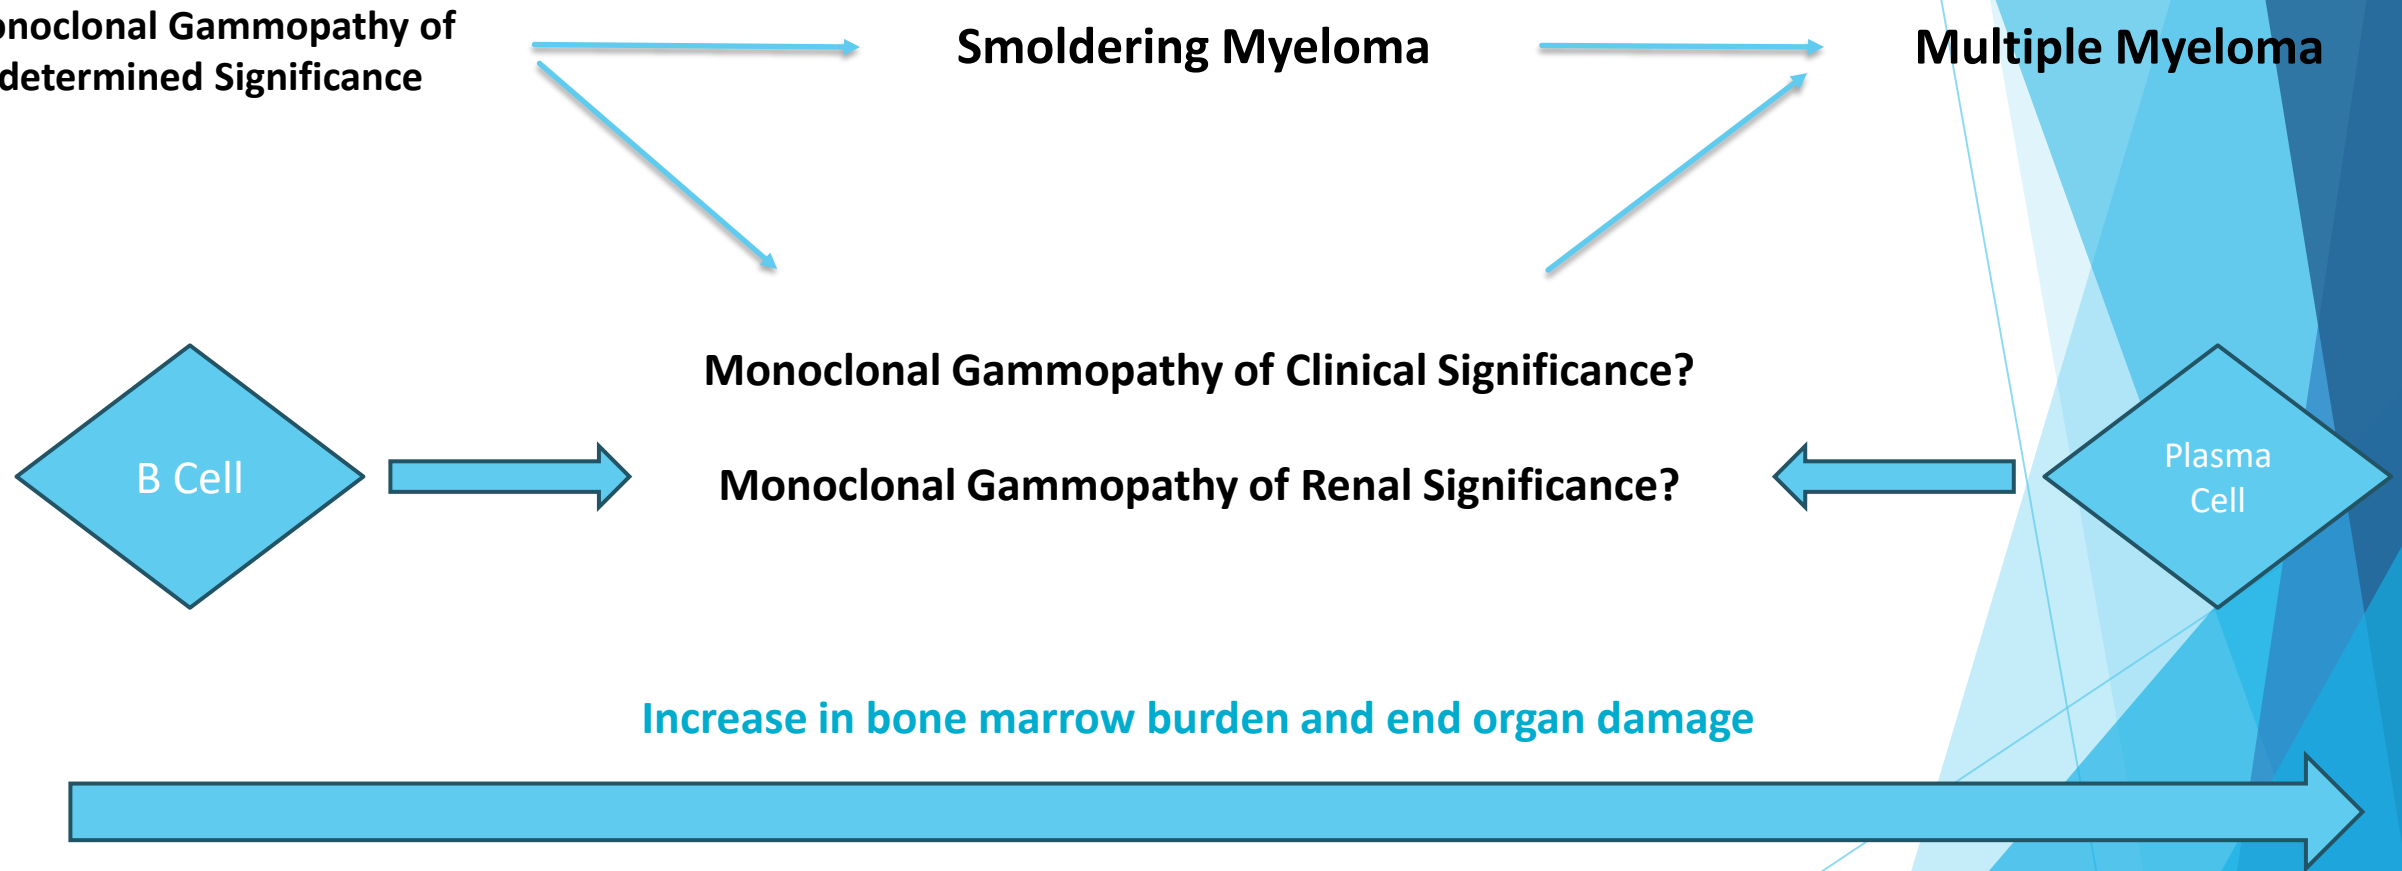 onoclonal Gammopathy of
determined Significance
Smoldering Myeloma
Multiple Myeloma
Monoclonal Gammopathy of Clinical Significance?
B Cell
Monoclonal Gammopathy of Renal Significance?
Plasma
Cell
Increase in bone marrow burden and end organ damage